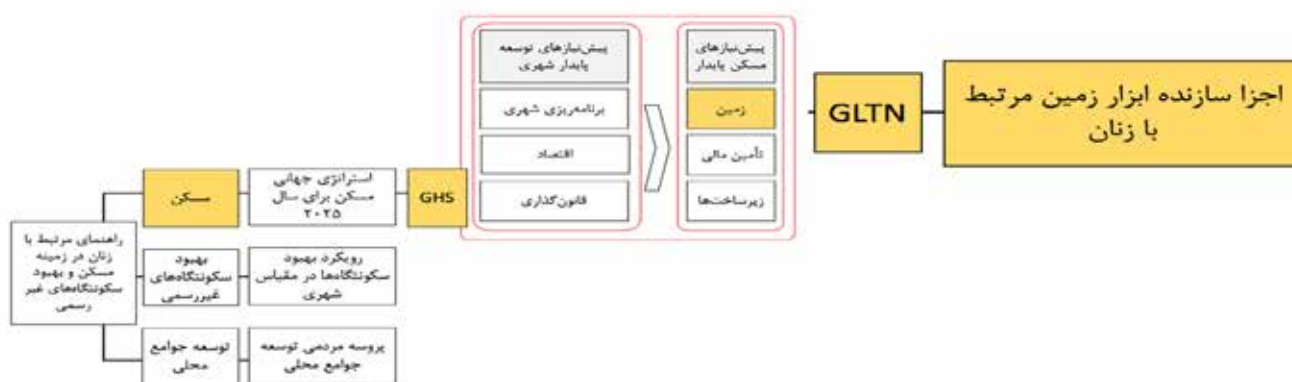 پیش‌نیازهای توسعه
پایدار شهری
برنامه‌ریزی شهری
اقتصاد
قانون‌گذاری
پیش‌نیازهای
مسکن پایدار
زمین
تأمین مالی
زیرساخت‌ها
GLTN
اجزا سازنده ابزار زمین مرتبط
با زنان
GHS
استراتژی جهانی
مسکن برای سال
۲۰۲۵
مسکن
راهنمای مرتبط با
زنان در زمینه
مسکن و بهبود
سکونتگاه‌های غیر
رسمی
بهبود
سکونتگاه‌های
غیررسمی
رویکرد بهبود
سکونتگاه‌ها در مقیاس
شهری
توسعه جوامع
محلی
پروسه مردمی توسعه
جوامع محلی